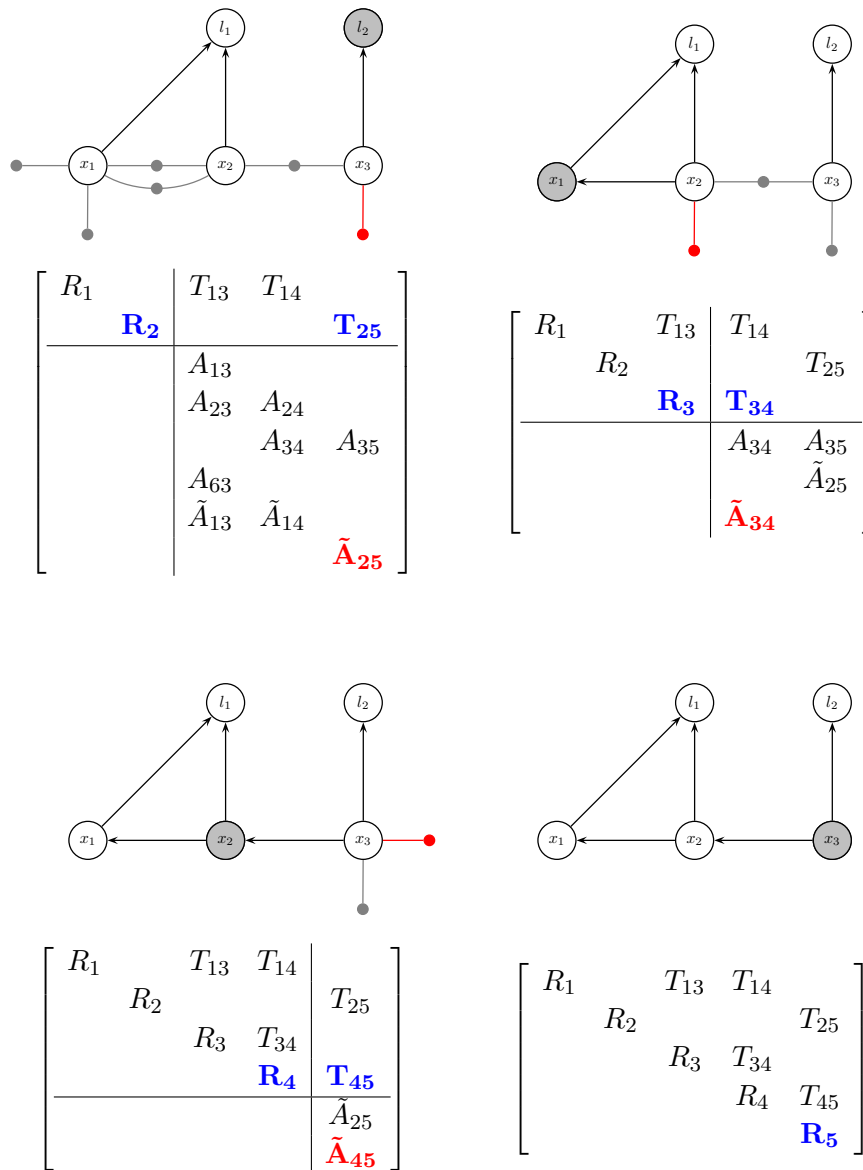 l₁ l₂
x₁ x₂ x₃
R₁ T₁₃ T₁₄
R₂ T₂₅
A₁₃
A₂₃ A₂₄
A₃₄ A₃₅
A₆₃
Ã₁₃ Ã₁₄
Ã₂₅
l₁ l₂
x₁ x₂ x₃
R₁ T₁₃ T₁₄
R₂ T₂₅
R₃ T₃₄
A₃₄ A₃₅
Ã₂₅
Ã₃₄
l₁ l₂
x₁ x₂ x₃
R₁ T₁₃ T₁₄
R₂ T₂₅
R₃ T₃₄
R₄ T₄₅
Ã₂₅
Ã₄₅
l₁ l₂
x₁ x₂ x₃
R₁ T₁₃ T₁₄
R₂ T₂₅
R₃ T₃₄
R₄ T₄₅
R₅